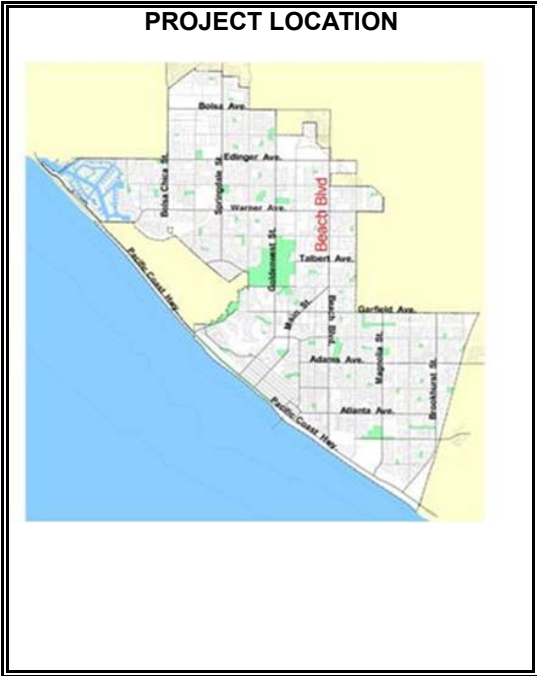 PROJECT LOCATION
Bolsa Ave.
Bolsa Chica St.
Springdale St.
Edinger Ave.
Warner Ave.
Beach Blvd
Goldenwest St.
Talbert Ave.
Pacific Coast Hwy.
Main St.
Beach Blvd.
Garfield Ave.
Magnolia St.
Adams Ave.
Brookhurst St.
Atlanta Ave.
Pacific Coast Hwy.